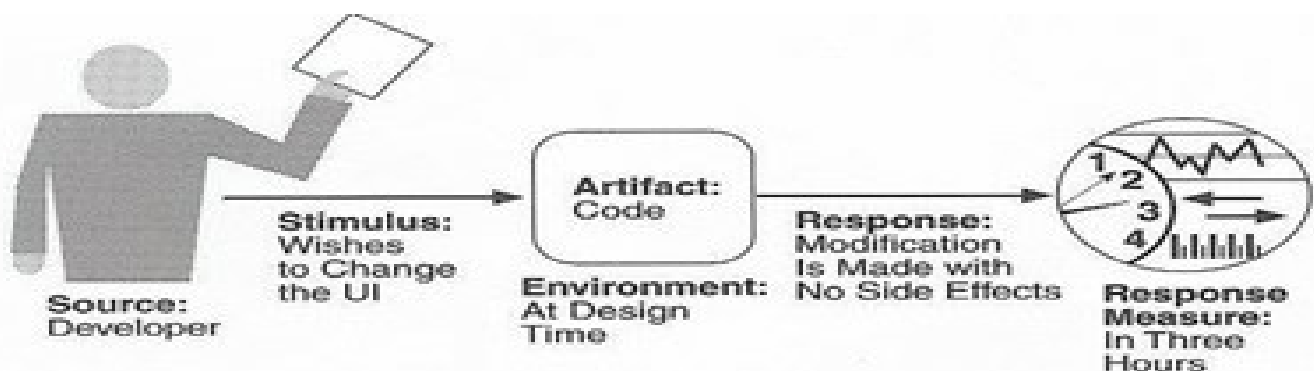 Source:
Developer
Stimulus:
Wishes
to Change
the UI
Artifact:
Code
Environment:
At Design
Time
Response:
Modification
Is Made with
No Side Effects
1
2
3
4
Response
Measure:
In Three
Hours